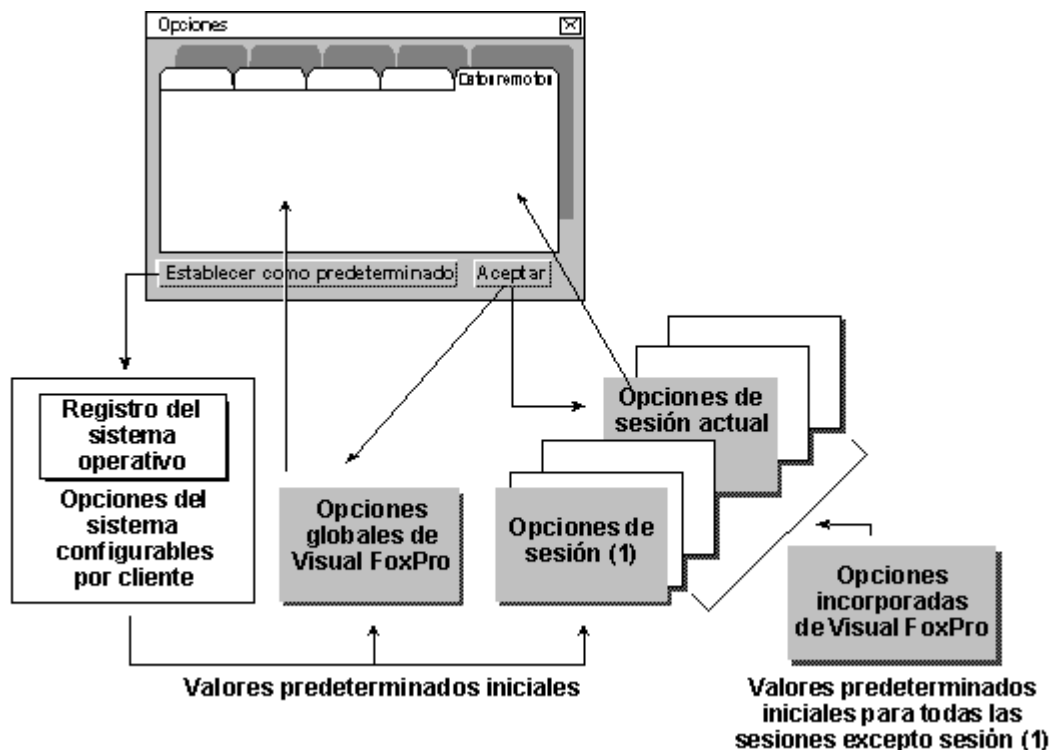 Opciones
Datos remotos
Establecer como predeterminado
Aceptar
Registro del
sistema
operativo
Opciones del
sistema
configurables
por cliente
Opciones
globales de
Visual FoxPro
Opciones de
sesión (1)
Opciones de
sesión actual
Opciones
incorporadas
de Visual FoxPro
Valores predeterminados iniciales
Valores predeterminados
iniciales para todas las
sesiones excepto sesión (1)